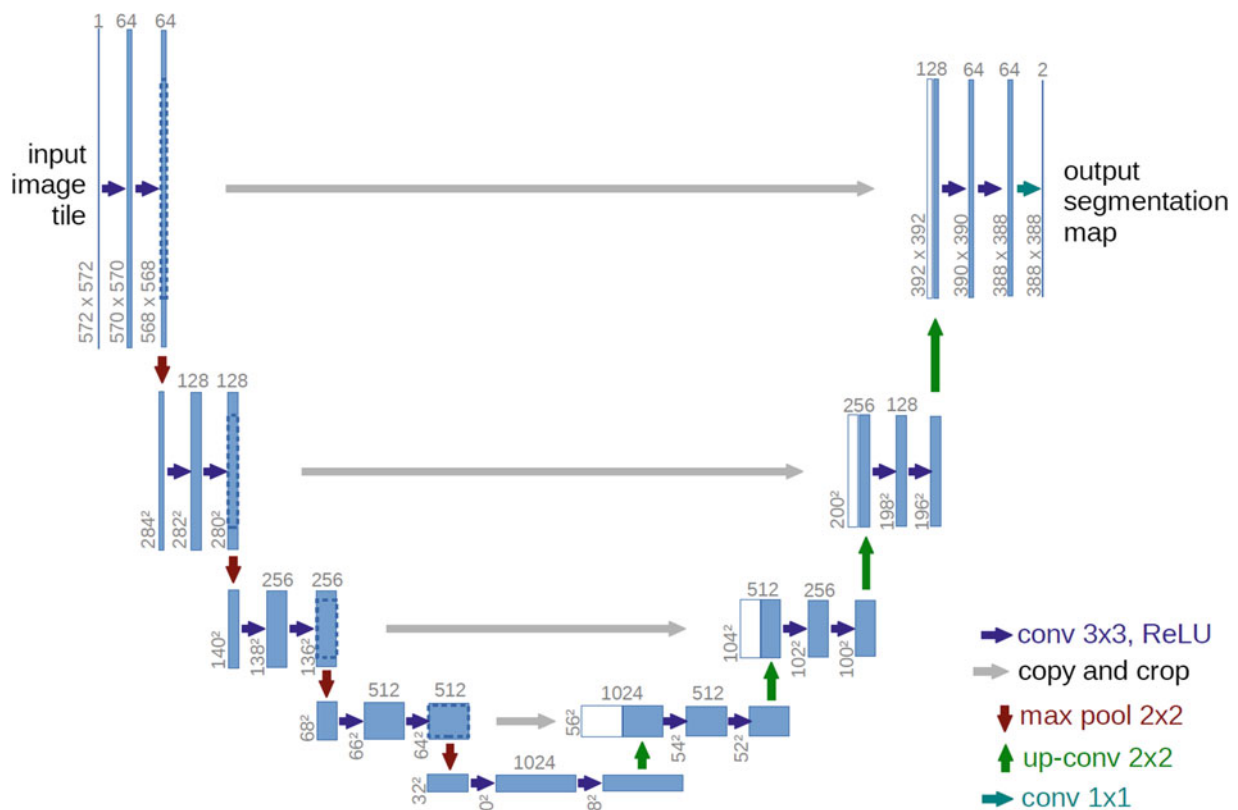 1 64 64
input
image
tile
572 x 572
570 x 570
568 x 568
128 64 64 2
output
segmentation
map
392 x 392
390 x 390
388 x 388
388 x 388
128 128
284²
282²
280²
256 128
200²
198²
196²
256 256
140²
138²
136²
512 256
104²
102²
100²
512 512
68²
66²
64²
1024 512
56²
54²
52²
1024
32²
conv 3x3, ReLU
copy and crop
max pool 2x2
up-conv 2x2
conv 1x1